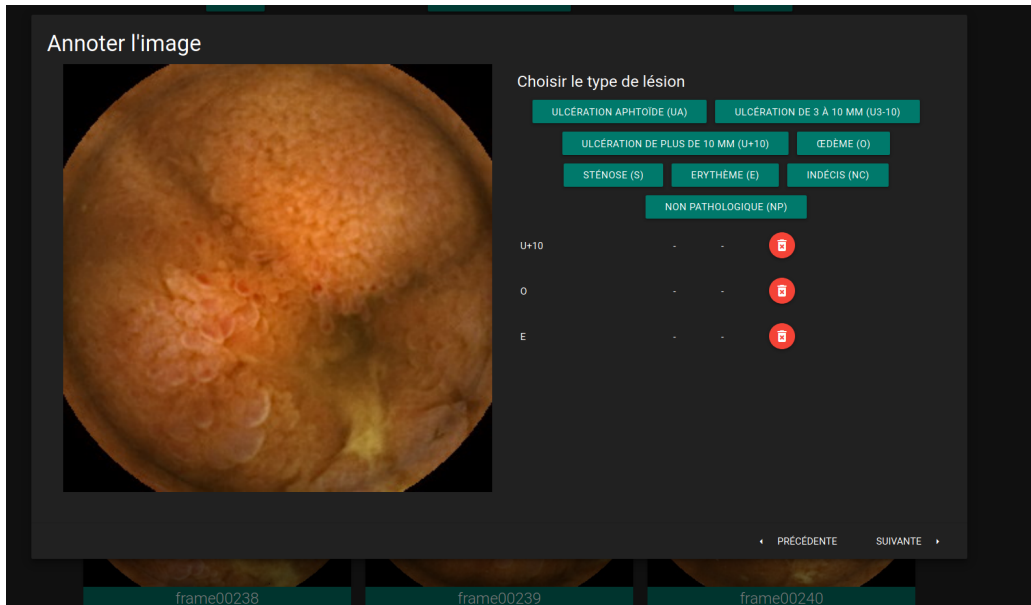 Annoter l'image
Choisir le type de lésion
ULCÉRATION APHTOÏDE (UA) ULCÉRATION DE 3 À 10 MM (U3-10)
ULCÉRATION DE PLUS DE 10 MM (U+10) ŒDÈME (O)
STÉNOSE (S) ERYTHÈME (E) INDÉCIS (NC)
NON PATHOLOGIQUE (NP)
U+10 - -
O - -
E - -
PRÉCÉDENTE SUIVANTE
frame00238 frame00239 frame00240